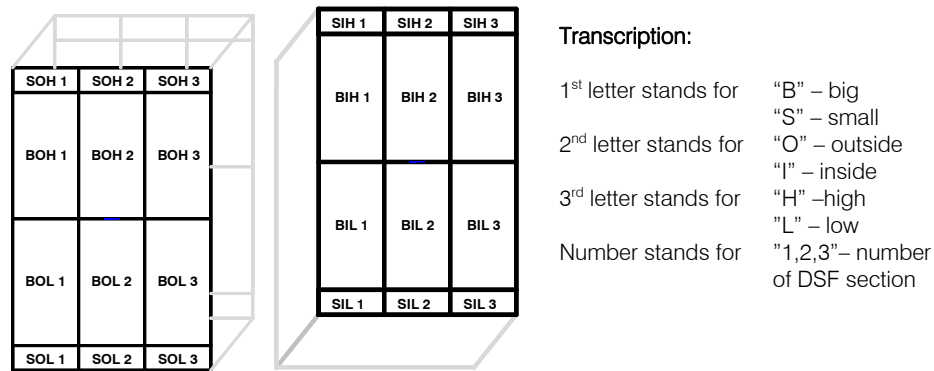 SOH 1 SOH 2 SOH 3
BOH 1 BOH 2 BOH 3
BOL 1 BOL 2 BOL 3
SOL 1 SOL 2 SOL 3
SIH 1 SIH 2 SIH 3
BIH 1 BIH 2 BIH 3
BIL 1 BIL 2 BIL 3
SIL 1 SIL 2 SIL 3
Transcription:
1st letter stands for "B" – big
"S" – small
2nd letter stands for "O" – outside
"I" – inside
3rd letter stands for "H" –high
"L" – low
Number stands for "1,2,3"– number
of DSF section